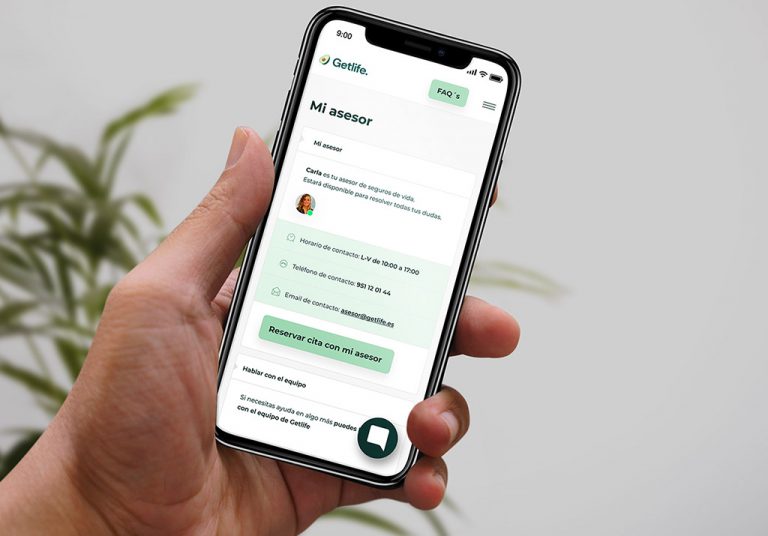 9:00
Getlife.
FAQ´s
Mi asesor
Mi asesor
Carla es tu asesor de seguros de vida.
Estará disponible para resolver todas tus dudas.
Horario de contacto: L-V de 10:00 a 17:00
Teléfono de contacto: 951 12 01 44
Email de contacto: asesor@getlife.es
Reservar cita con mi asesor
Hablar con el equipo
Si necesitas ayuda en algo más puedes
con el equipo de Getlife